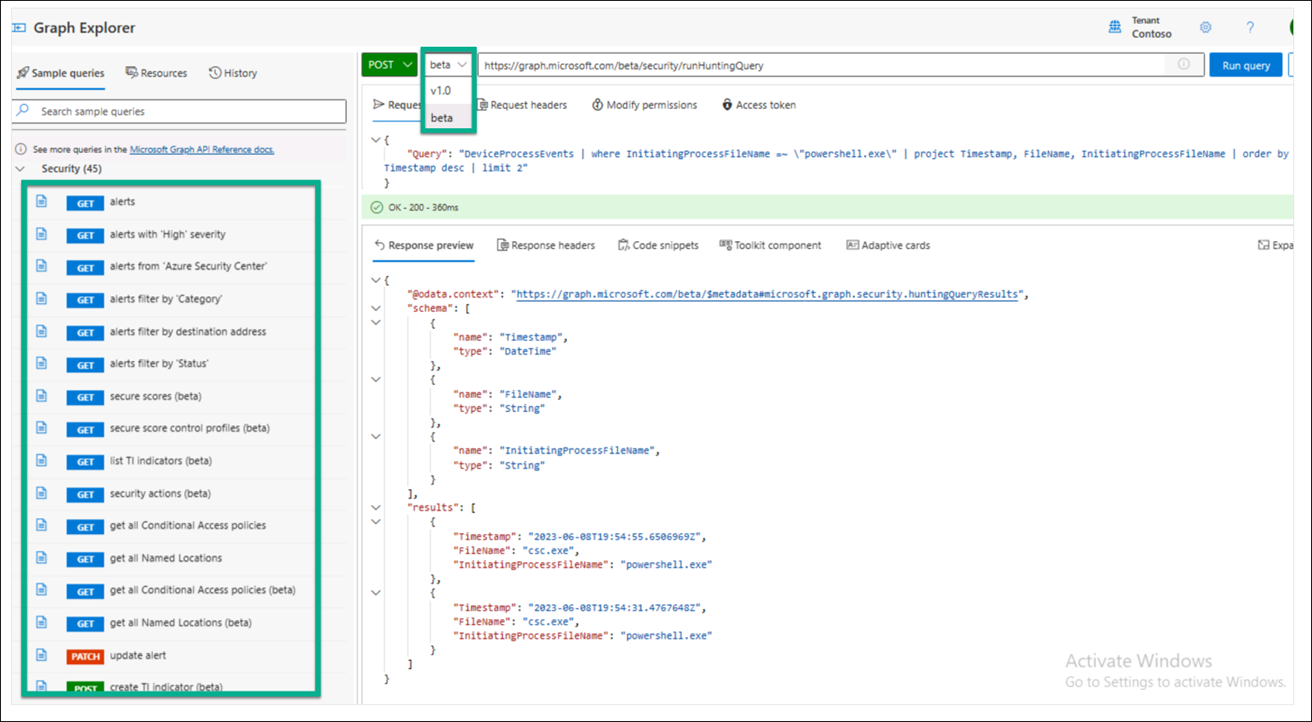 Graph Explorer
Tenant
Contoso
?
Sample queries
Resources
History
Search sample queries
See more queries in the Microsoft Graph API Reference docs.
Security (45)
GET alerts
GET alerts with 'High' severity
GET alerts from 'Azure Security Center'
GET alerts filter by 'Category'
GET alerts filter by destination address
GET alerts filter by 'Status'
GET secure scores (beta)
GET secure score control profiles (beta)
GET list TI indicators (beta)
GET security actions (beta)
GET get all Conditional Access policies
GET get all Named Locations
GET get all Conditional Access policies (beta)
GET get all Named Locations (beta)
PATCH update alert
POST create TI indicator (beta)
POST
beta
https://graph.microsoft.com/beta/security/runHuntingQuery
Run query
v1.0
beta
Reques
Request headers
Modify permissions
Access token
{
"Query": "DeviceProcessEvents | where InitiatingProcessFileName =~ \"powershell.exe\" | project Timestamp, FileName, InitiatingProcessFileName | order by
Timestamp desc | limit 2"
}
OK - 200 - 360ms
Response preview
Response headers
Code snippets
Toolkit component
Adaptive cards
Expa
{
"@odata.context": "https://graph.microsoft.com/beta/$metadata#microsoft.graph.security.huntingQueryResults",
"schema": [
{
"name": "Timestamp",
"type": "DateTime"
},
{
"name": "FileName",
"type": "String"
},
{
"name": "InitiatingProcessFileName",
"type": "String"
}
],
"results": [
{
"Timestamp": "2023-06-08T19:54:55.6506969Z",
"FileName": "csc.exe",
"InitiatingProcessFileName": "powershell.exe"
},
{
"Timestamp": "2023-06-08T19:54:31.4767648Z",
"FileName": "csc.exe",
"InitiatingProcessFileName": "powershell.exe"
}
]
}
Activate Windows
Go to Settings to activate Windows.